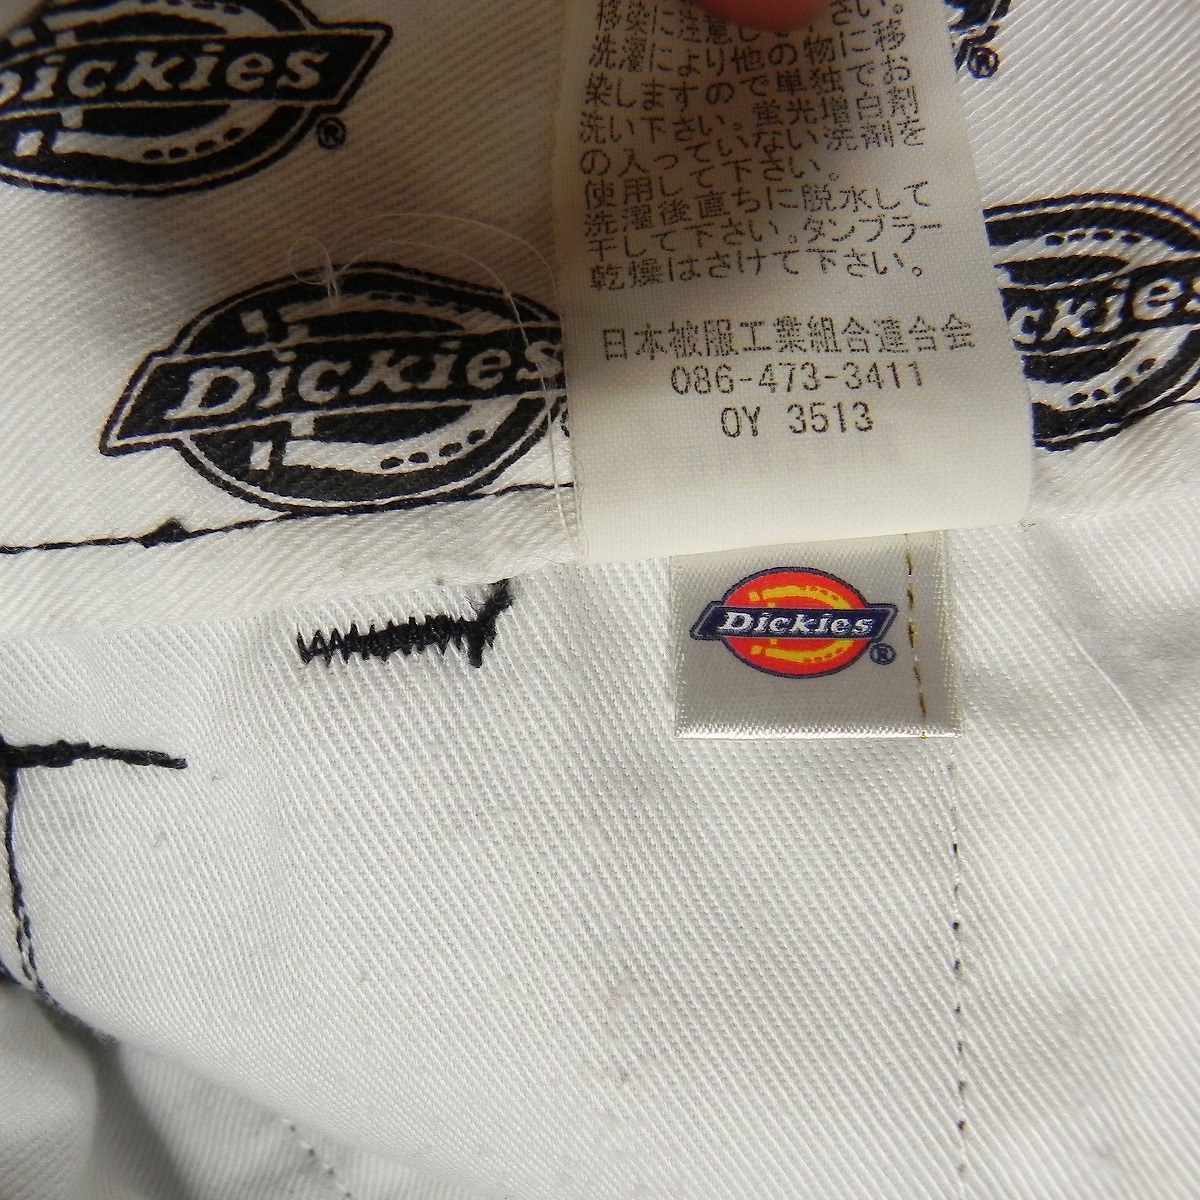 Dickies
®
®
移染に注意して下さい。
洗濯により他の物に移
染しますので単独でお
洗い下さい。蛍光増白剤
の入っていない洗剤を
使用して下さい。
洗濯後直ちに脱水して
干して下さい。タンブラー
乾燥はさけて下さい。
日本被服工業組合連合会
086-473-3411
OY 3513
Dickies
Dickies
Dickies®